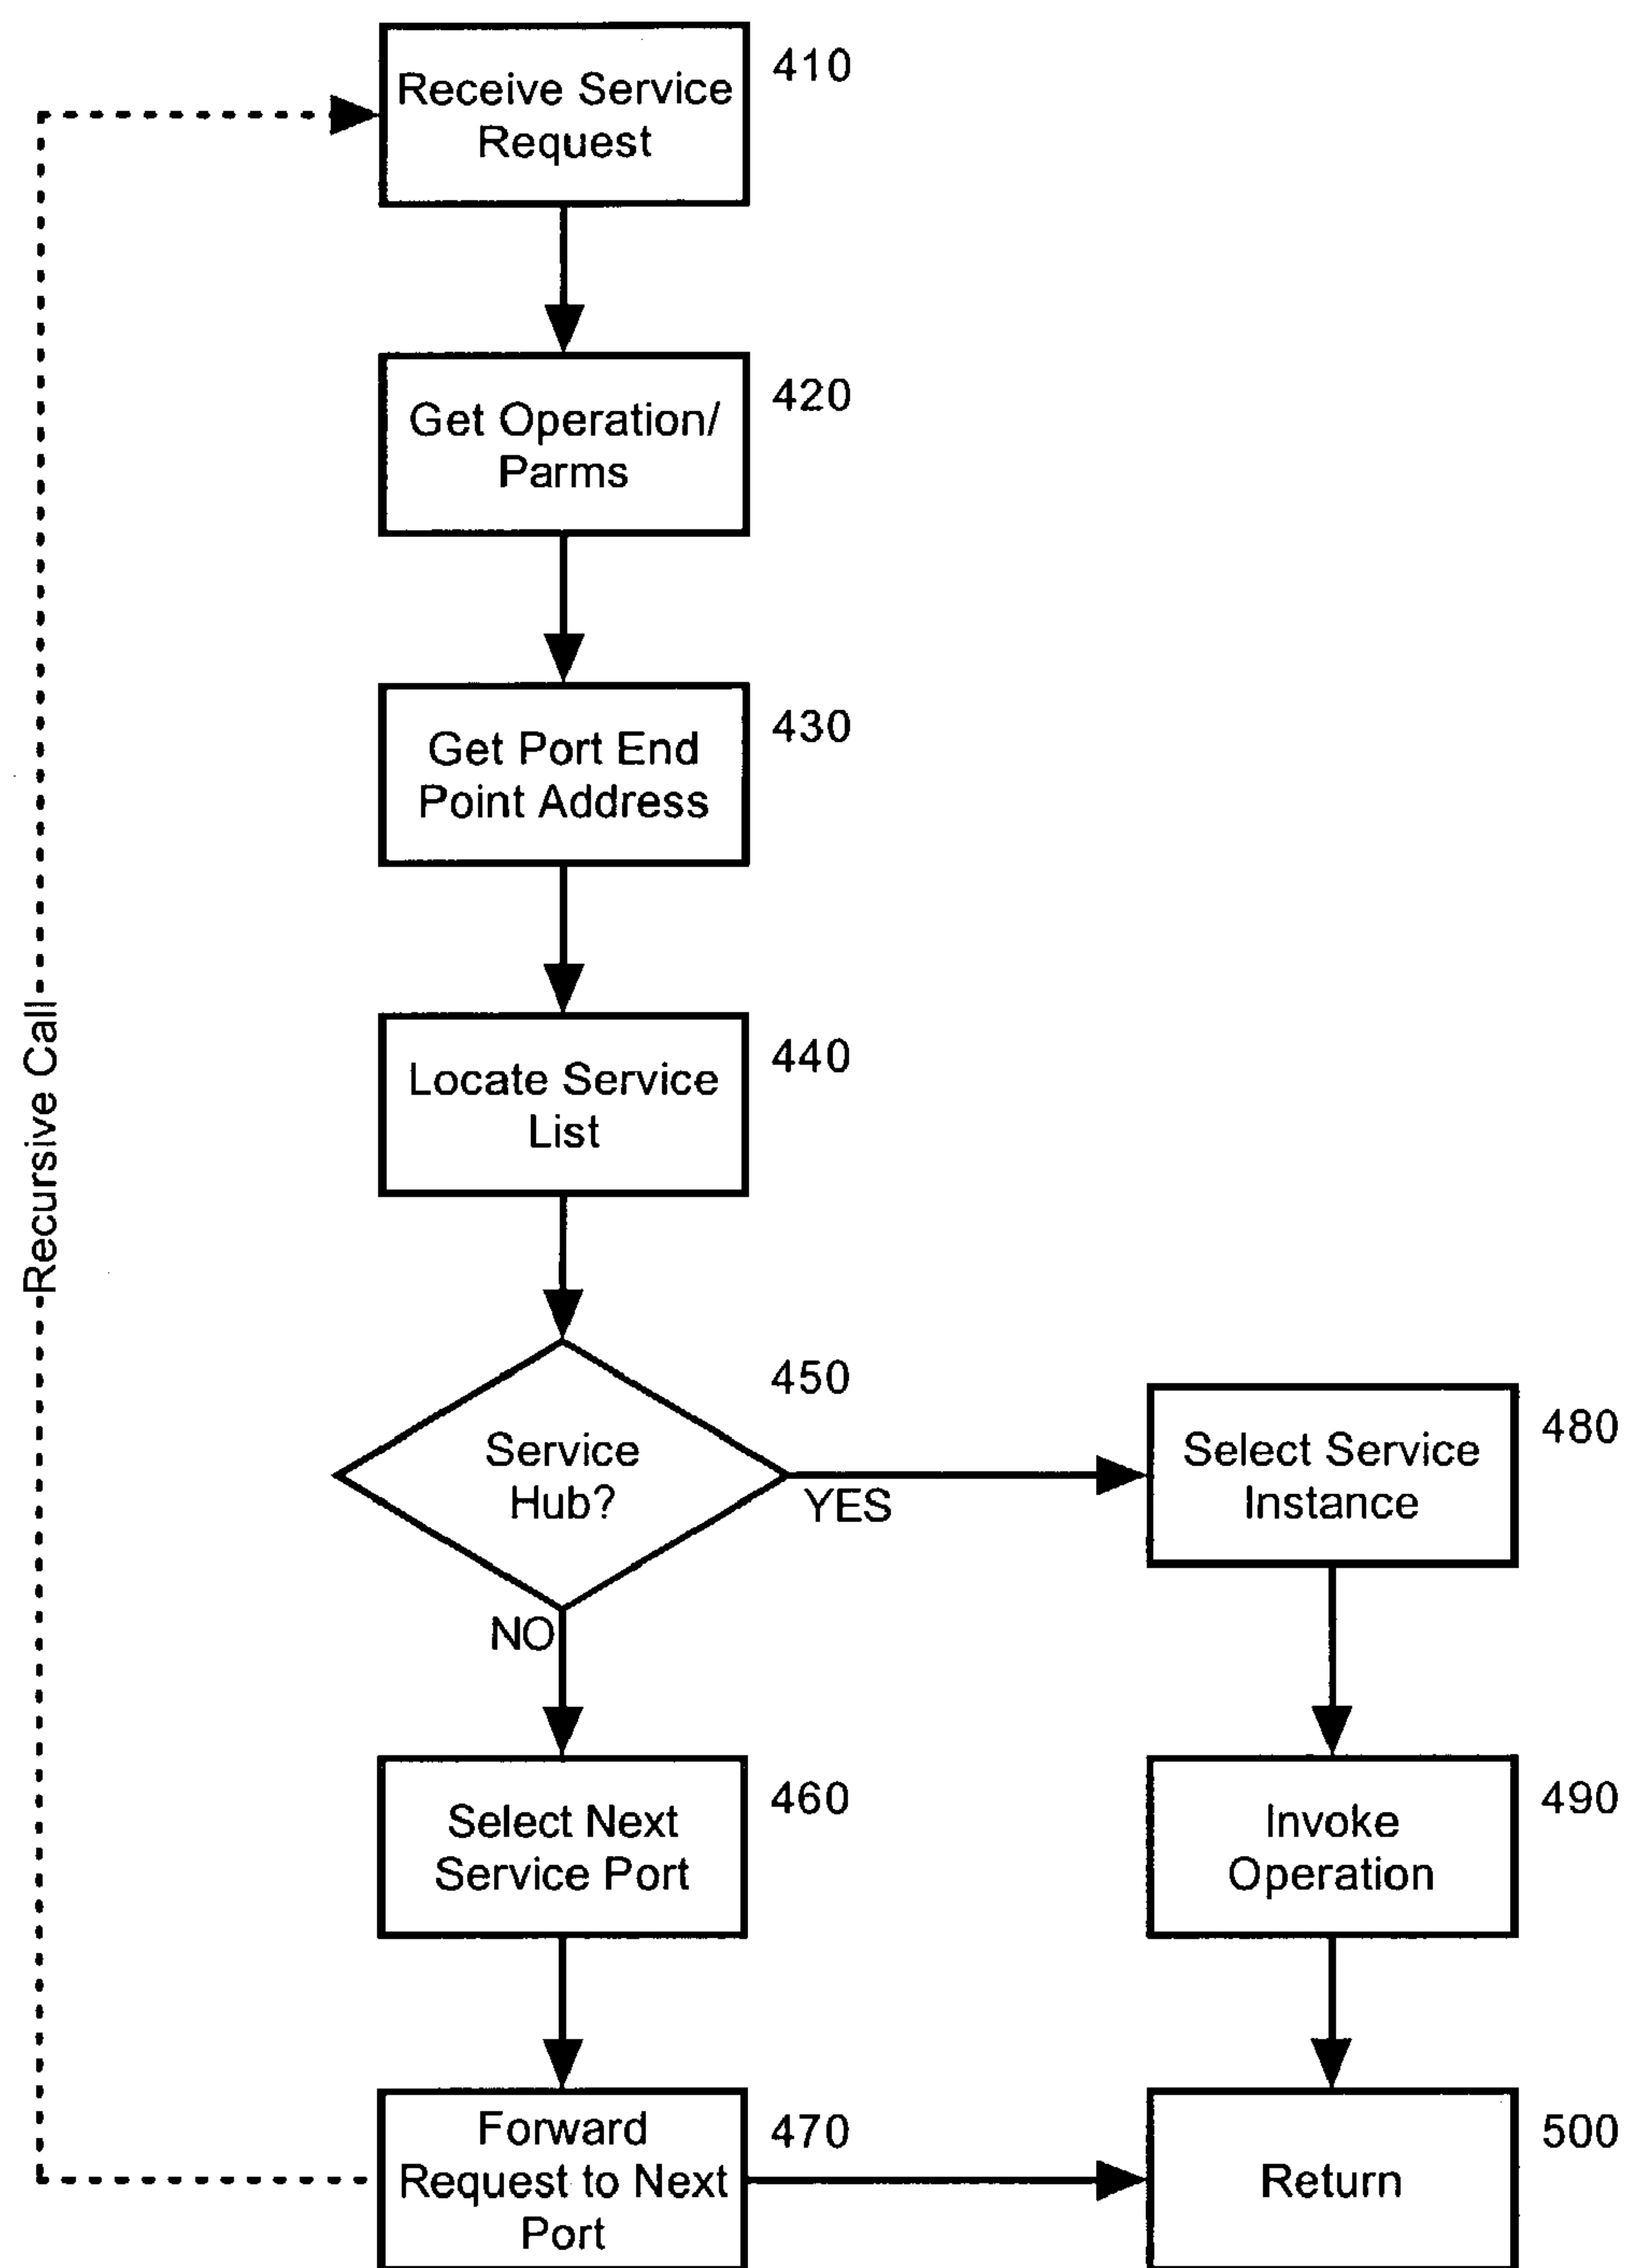 Receive Service
Request
410
Get Operation/
Parms
420
Get Port End
Point Address
430
Locate Service
List
440
Recursive Call
Service
Hub?
450
YES
NO
Select Service
Instance
480
Select Next
Service Port
460
Invoke
Operation
490
Forward
Request to Next
Port
470
Return
500